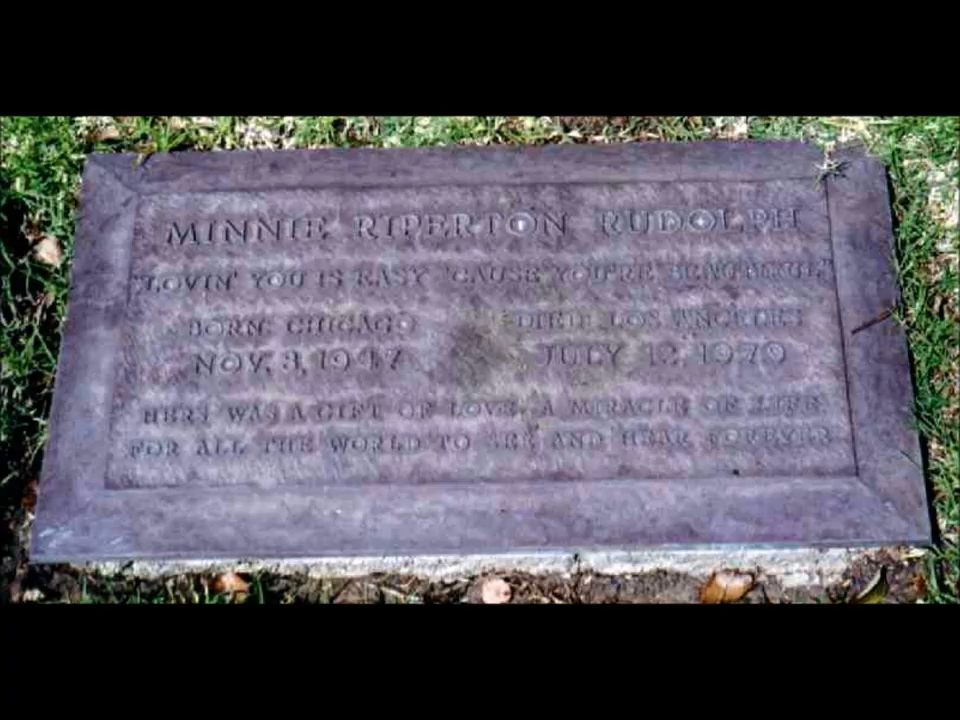 MINNIE RIPERTON RUDOLPH
"LOVIN' YOU IS EASY 'CAUSE YOU'RE BEAUTIFUL"
BORN: CHICAGO DIED: LOS ANGELES
NOV. 8, 1947 JULY 12, 1979
HERS WAS A GIFT OF LOVE, A MIRACLE OF LIFE
FOR ALL THE WORLD TO SEE AND HEAR FOREVER